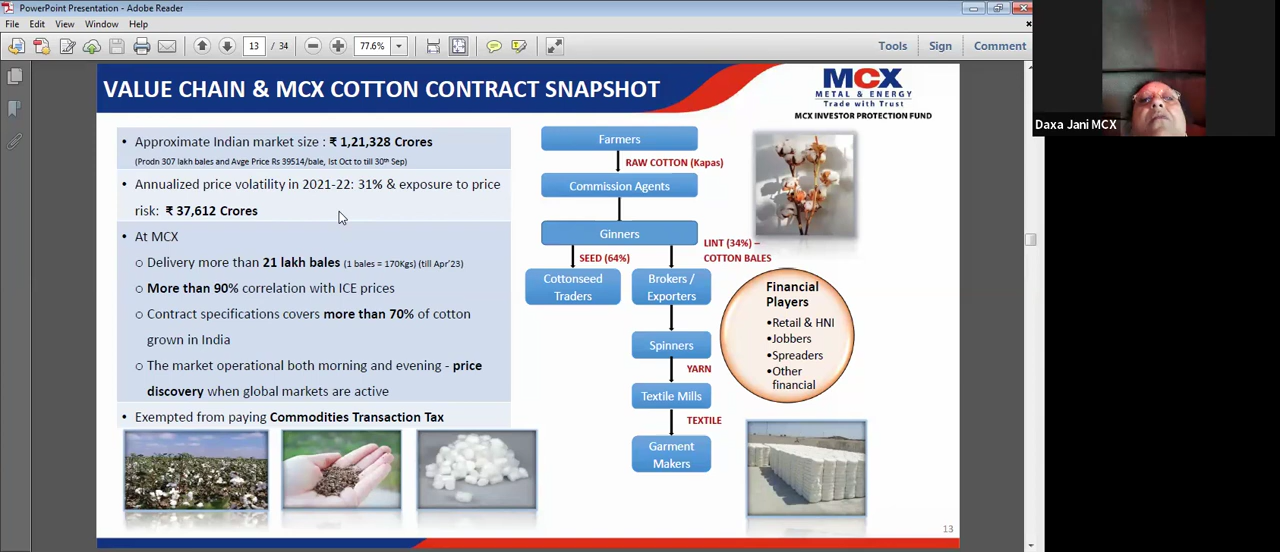 PowerPoint Presentation - Adobe Reader
File Edit View Window Help
13 / 34 77.6% Tools Sign Comment
VALUE CHAIN & MCX COTTON CONTRACT SNAPSHOT
MCX
METAL & ENERGY
Trade with Trust
MCX INVESTOR PROTECTION FUND
• Approximate Indian market size : ₹ 1,21,328 Crores
(Prodn 307 lakh bales and Avge Price Rs 39514/bale, Ist Oct to till 30th Sep)
• Annualized price volatility in 2021-22: 31% & exposure to price
risk: ₹ 37,612 Crores
• At MCX
o Delivery more than 21 lakh bales (1 bales = 170Kgs) (till Apr'23)
o More than 90% correlation with ICE prices
o Contract specifications covers more than 70% of cotton
grown in India
o The market operational both morning and evening - price
discovery when global markets are active
• Exempted from paying Commodities Transaction Tax
Farmers
RAW COTTON (Kapas)
Commission Agents
Ginners
SEED (64%)
LINT (34%) –
COTTON BALES
Cottonseed
Traders
Brokers /
Exporters
Spinners
YARN
Textile Mills
TEXTILE
Garment
Makers
Financial
Players
•Retail & HNI
•Jobbers
•Spreaders
•Other
financial
13
Daxa Jani MCX